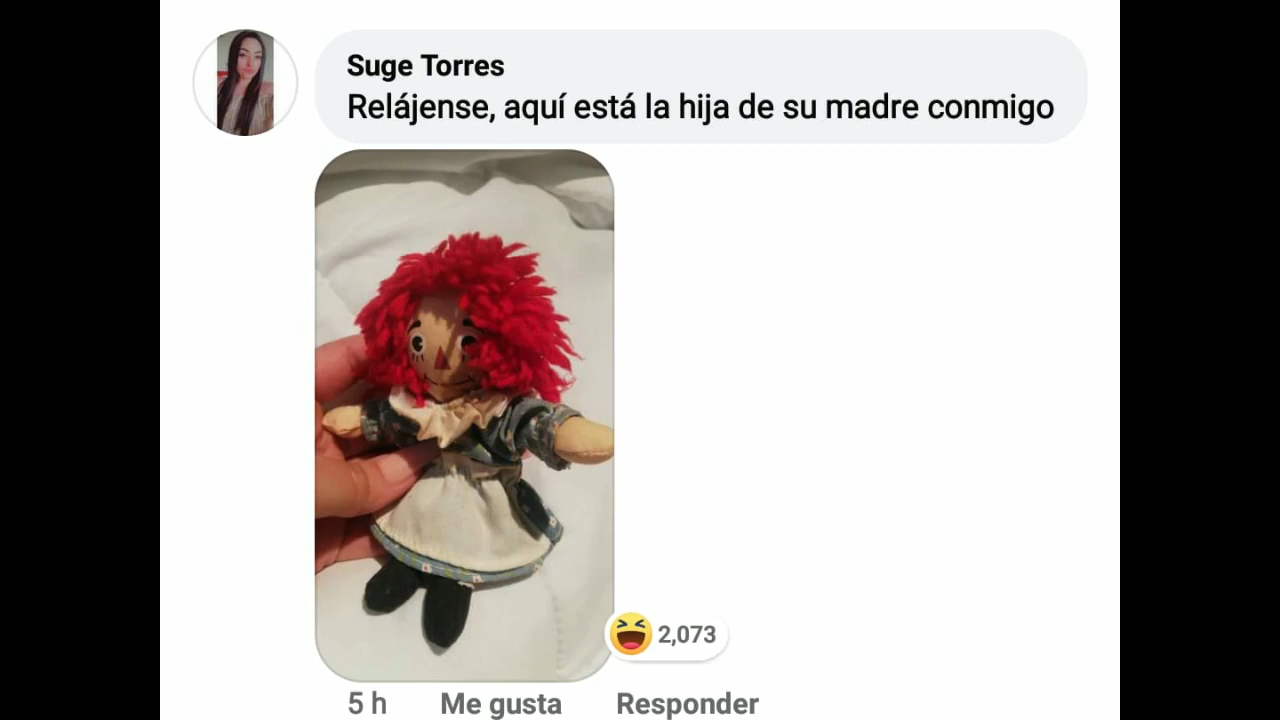 Suge Torres
Relájense, aquí está la hija de su madre conmigo
2,073
5 h Me gusta Responder